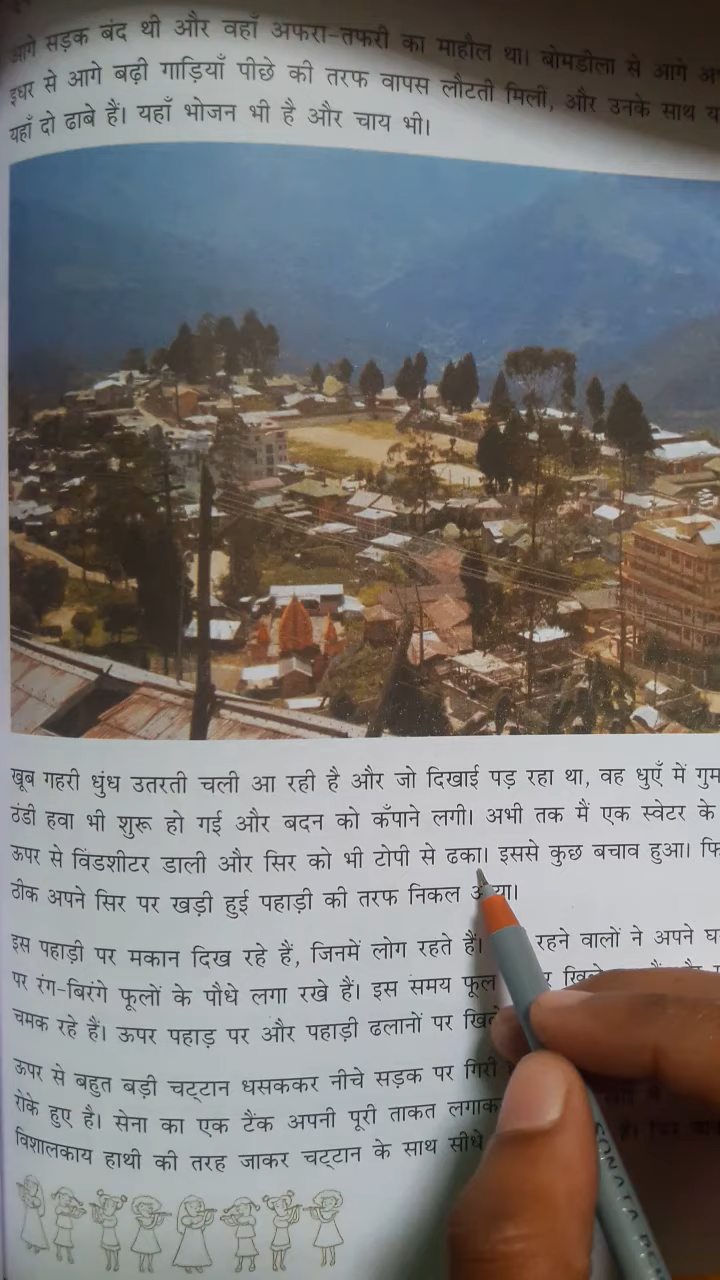 आगे सड़क बंद थी और वहाँ अफरा-तफरी का माहौल था। बोमडीला से आगे
इधर से आगे बढ़ी गाड़ियाँ पीछे की तरफ वापस लौटती मिलीं, और उनके साथ
यहाँ दो ढाबे हैं। यहाँ भोजन भी है और चाय भी।
खूब गहरी धुंध उतरती चली आ रही है और जो दिखाई पड़ रहा था, वह धुएँ में गुम
ठंडी हवा भी शुरू हो गई और बदन को कँपाने लगी। अभी तक मैं एक स्वेटर के
ऊपर से विंडशीटर डाली और सिर को भी टोपी से ढका। इससे कुछ बचाव हुआ।
ठीक अपने सिर पर खड़ी हुई पहाड़ी की तरफ निकल
इस पहाड़ी पर मकान दिख रहे हैं, जिनमें लोग रहते हैं। रहने वालों ने अपने
पर रंग-बिरंगे फूलों के पौधे लगा रखे हैं। इस समय फूल
चमक रहे हैं। ऊपर पहाड़ पर और पहाड़ी ढलानों पर
ऊपर से बहुत बड़ी चट्टान धसककर नीचे सड़क पर गिरी
रोके हुए है। सेना का एक टैंक अपनी पूरी ताकत
विशालकाय हाथी की तरह जाकर चट्टान के साथ सीधे